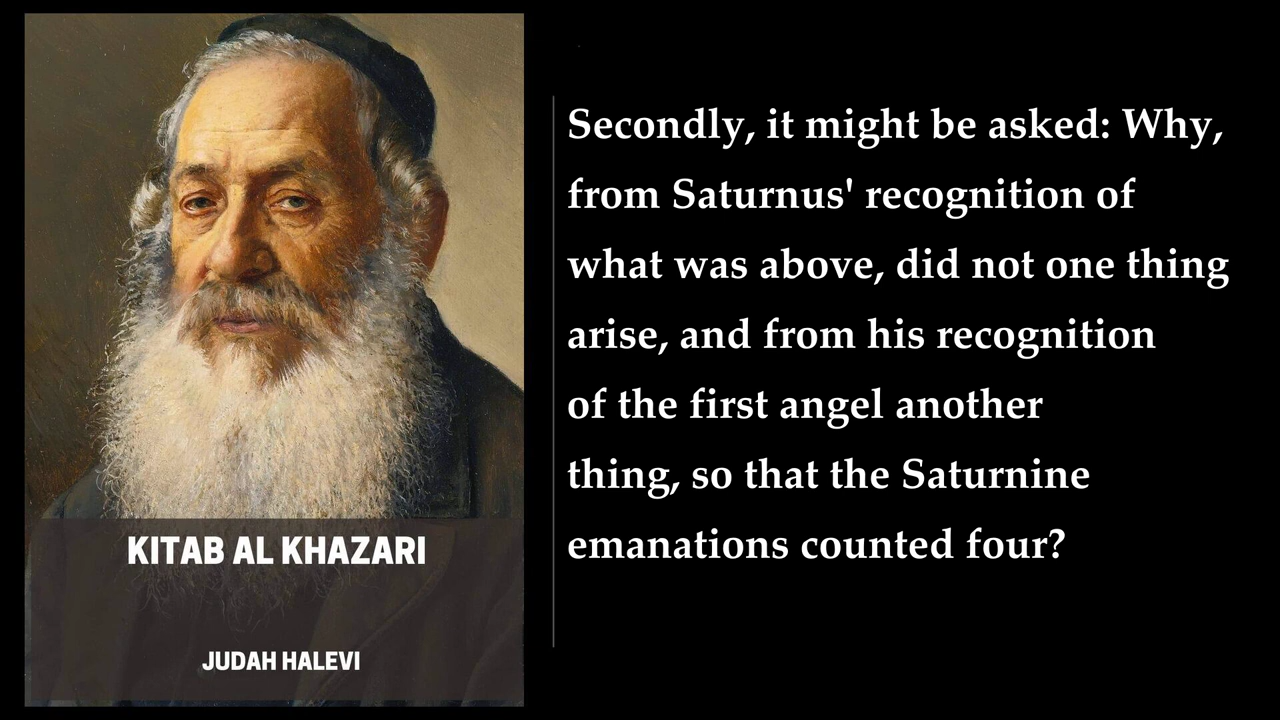 KITAB AL KHAZARI
JUDAH HALEVI
Secondly, it might be asked: Why,
from Saturnus' recognition of
what was above, did not one thing
arise, and from his recognition
of the first angel another
thing, so that the Saturnine
emanations counted four?